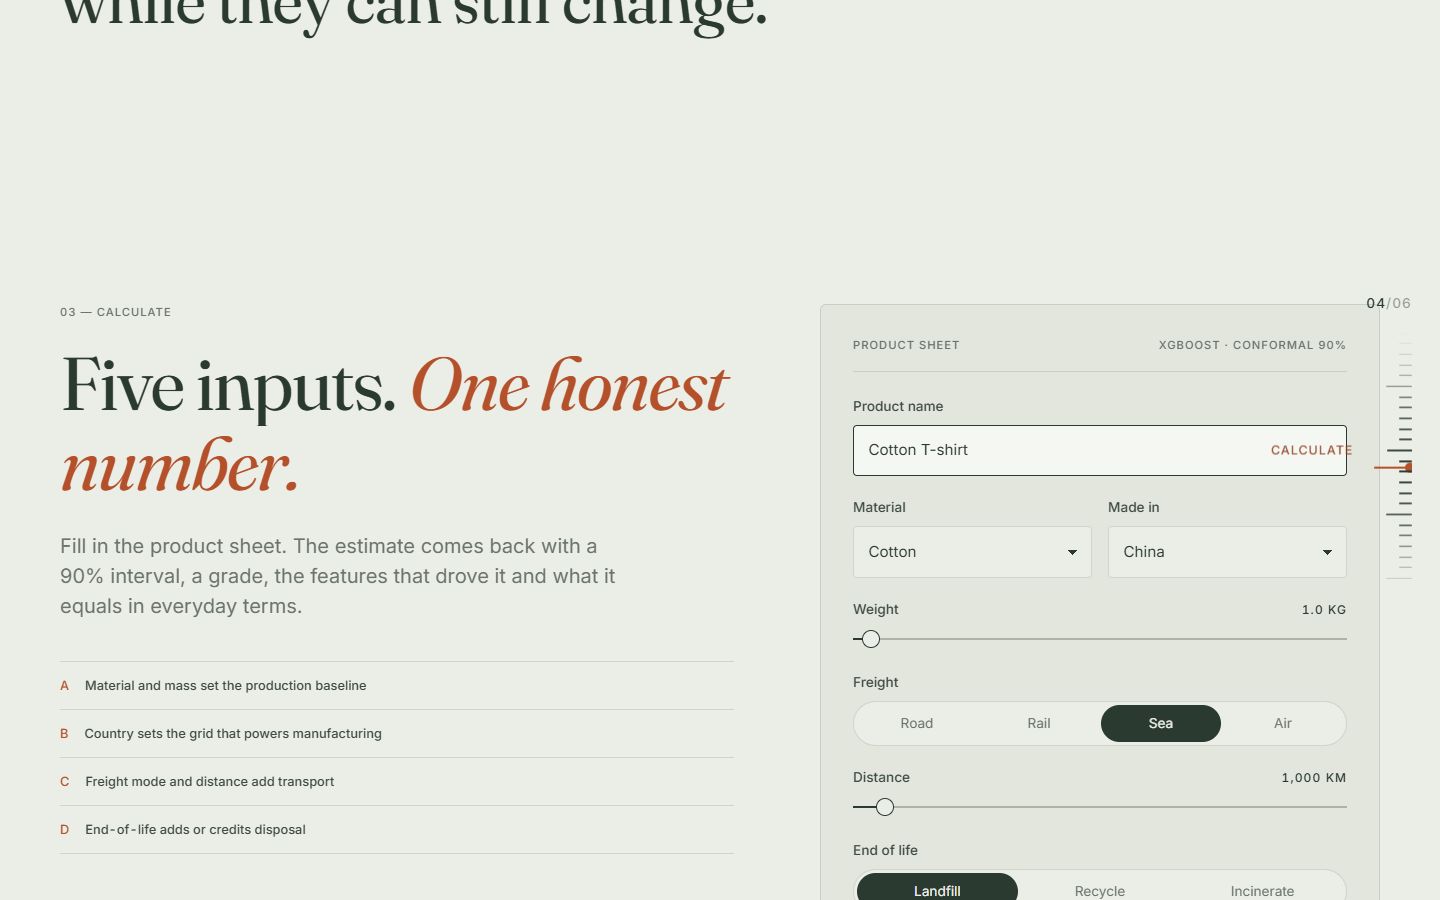 while they can still change.
04/06
03 — CALCULATE
Five inputs. One honest
number.
Fill in the product sheet. The estimate comes back with a
90% interval, a grade, the features that drove it and what it
equals in everyday terms.
A Material and mass set the production baseline
B Country sets the grid that powers manufacturing
C Freight mode and distance add transport
D End-of-life adds or credits disposal
PRODUCT SHEET XGBOOST · CONFORMAL 90%
Product name
Cotton T-shirt CALCULATE
Material Made in
Cotton China
Weight 1.0 KG
Freight
Road Rail Sea Air
Distance 1,000 KM
End of life
Landfill Recycle Incinerate